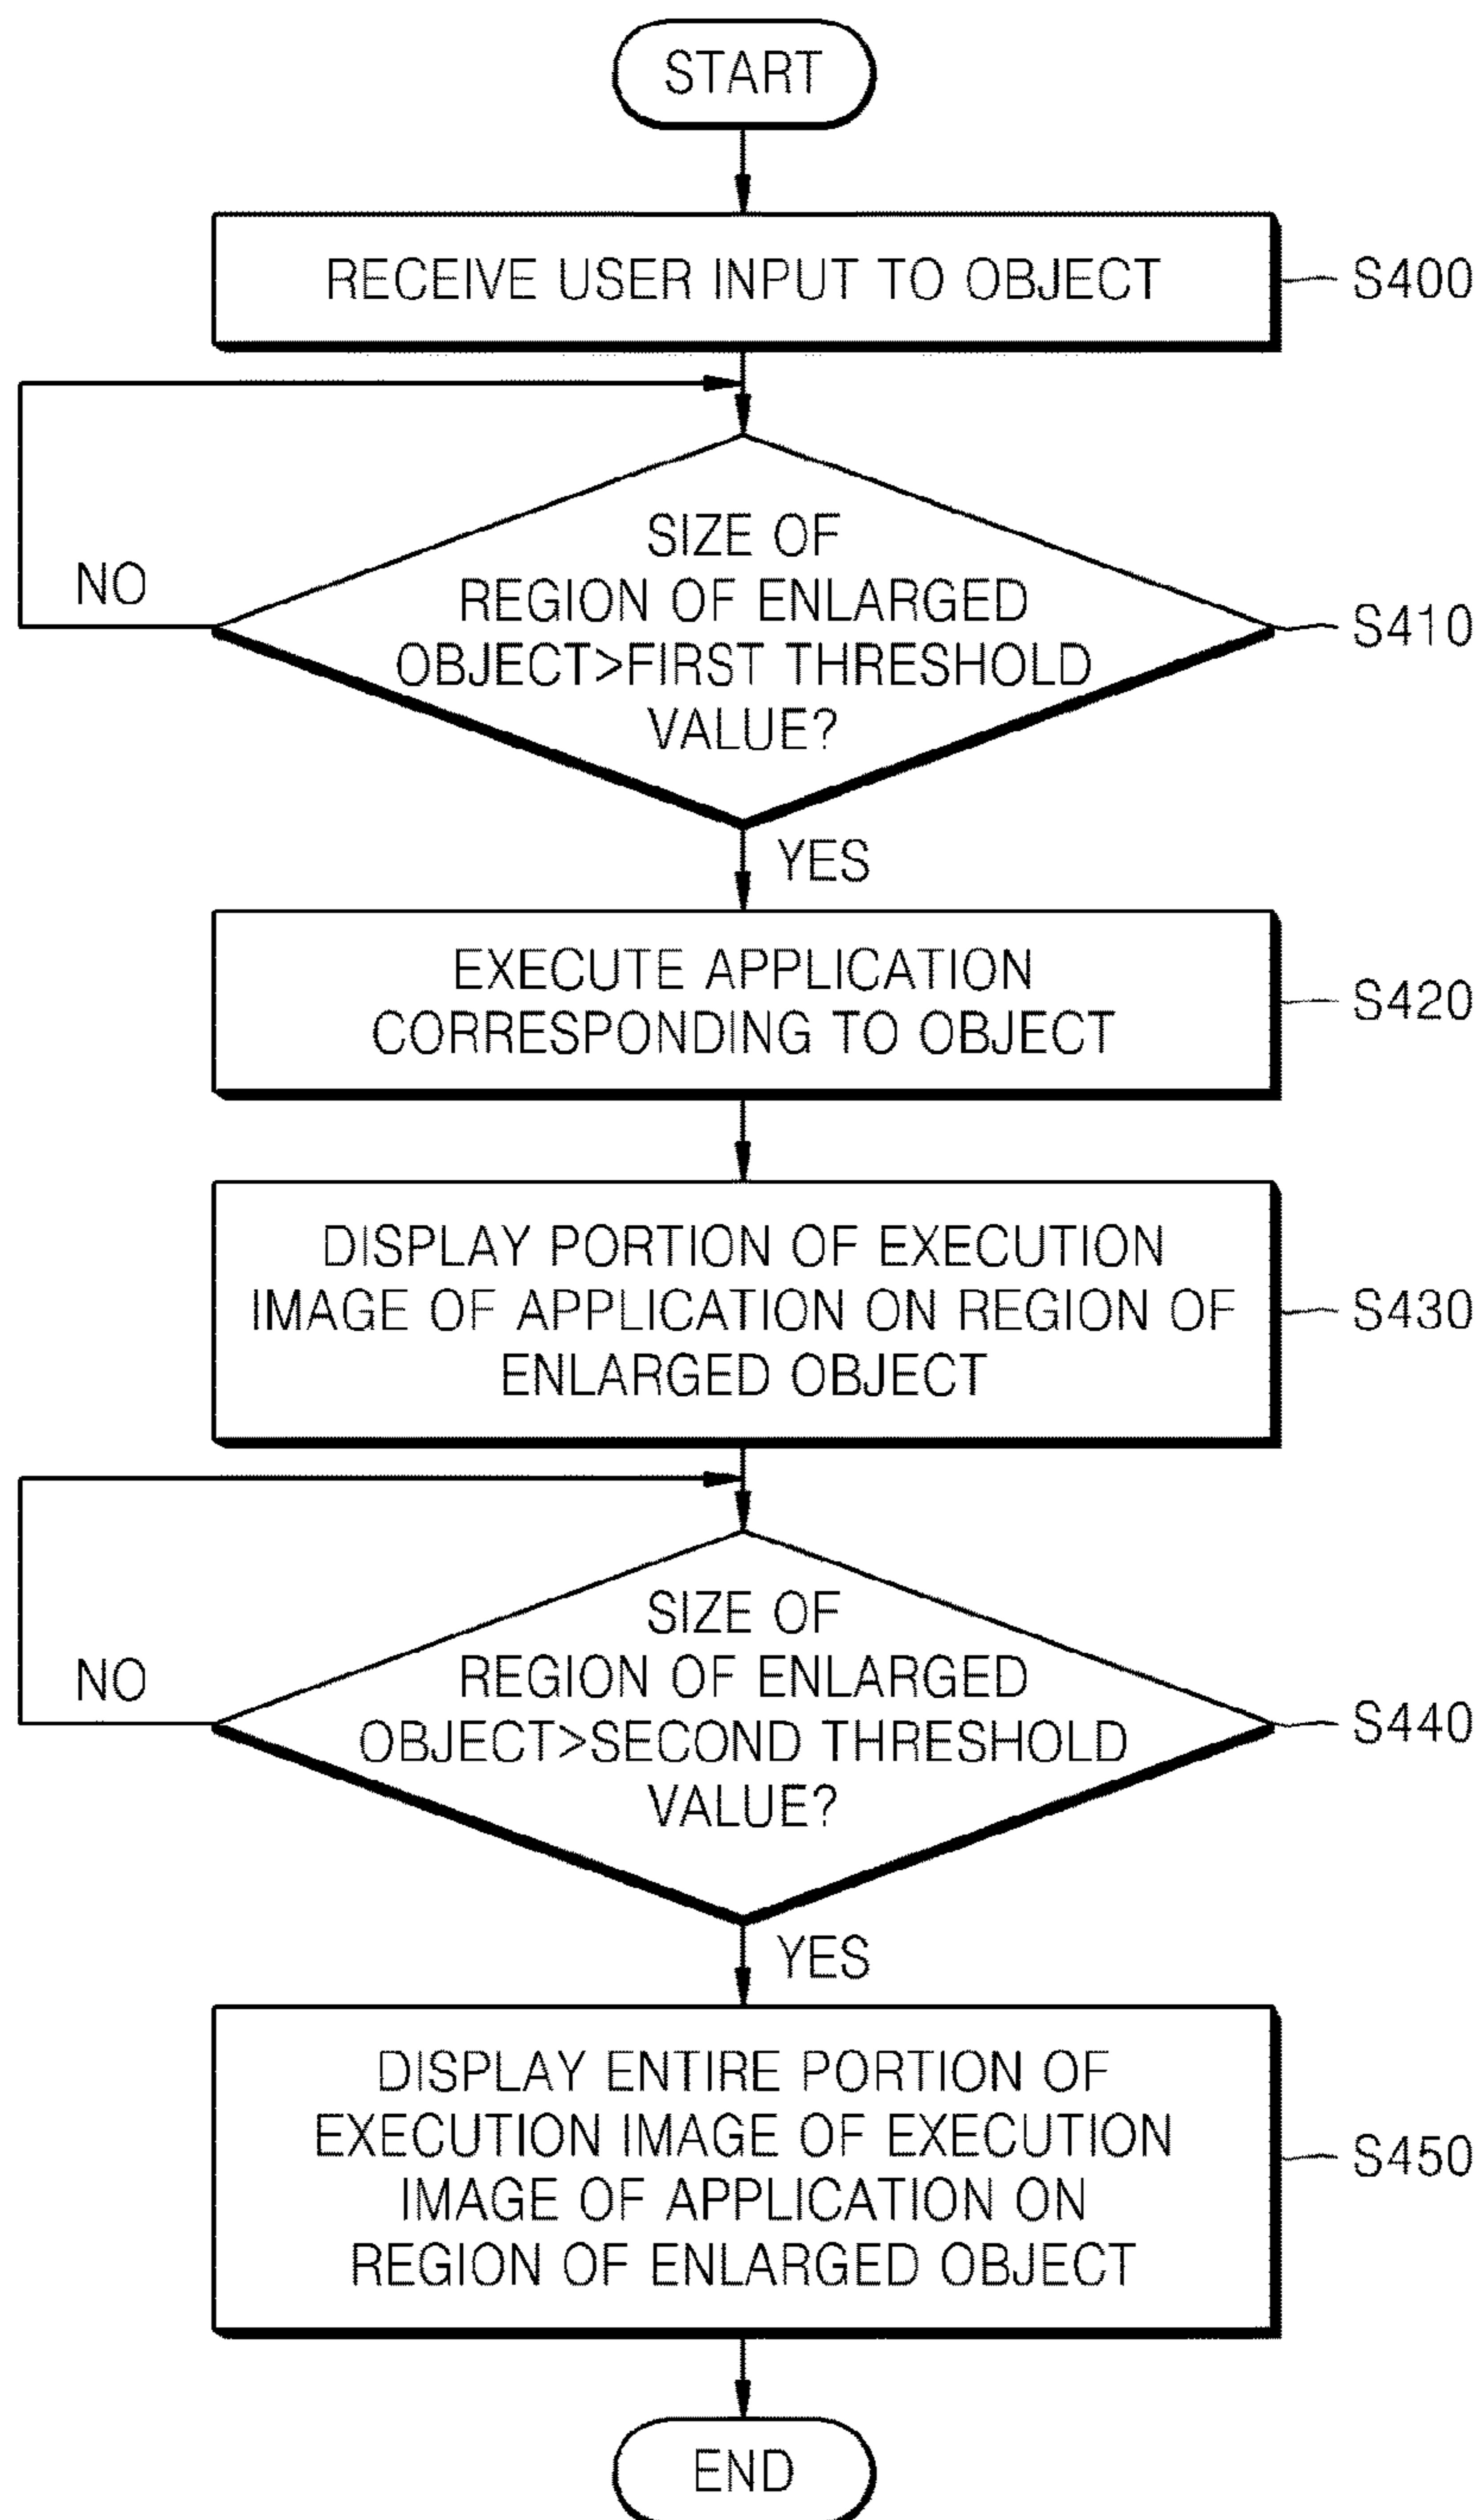 START
RECEIVE USER INPUT TO OBJECT
S400
SIZE OF
REGION OF ENLARGED
OBJECT>FIRST THRESHOLD
VALUE?
NO
S410
YES
EXECUTE APPLICATION
CORRESPONDING TO OBJECT
S420
DISPLAY PORTION OF EXECUTION
IMAGE OF APPLICATION ON REGION OF
ENLARGED OBJECT
S430
SIZE OF
REGION OF ENLARGED
OBJECT>SECOND THRESHOLD
VALUE?
NO
S440
YES
DISPLAY ENTIRE PORTION OF
EXECUTION IMAGE OF EXECUTION
IMAGE OF APPLICATION ON
REGION OF ENLARGED OBJECT
S450
END